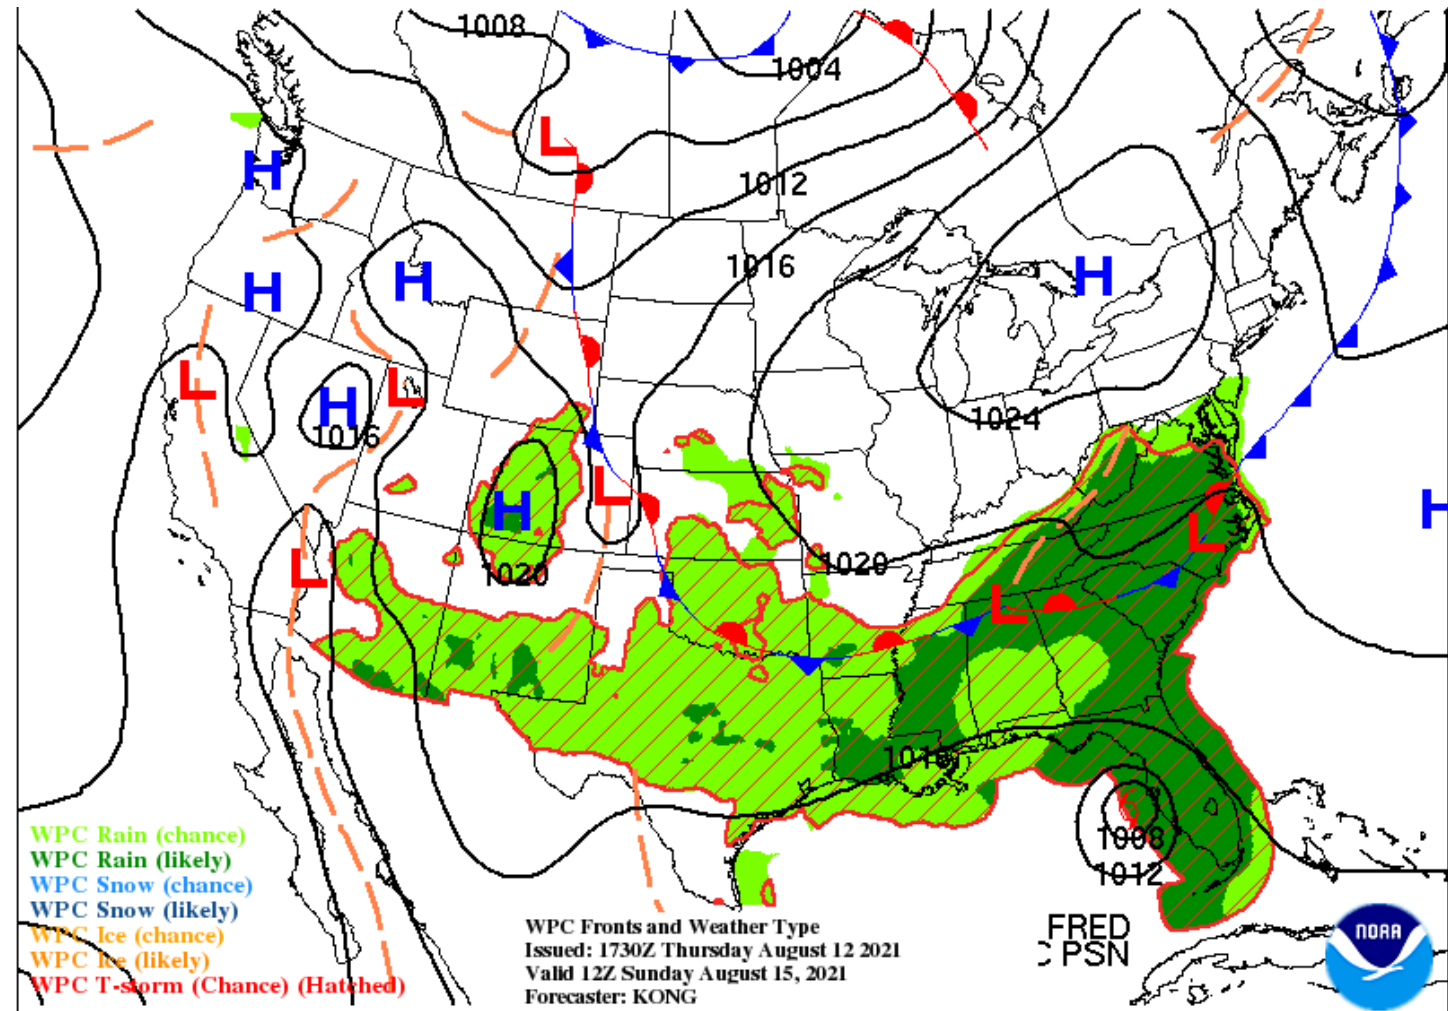 1008
1004
H
L
1012
H
1016
H
H
H
L
L
H
1016
1024
H
L
H
L
1020
1020
L
L
1016
1008
1012
WPC Rain (chance)
WPC Rain (likely)
WPC Snow (chance)
WPC Snow (likely)
WPC Ice (chance)
WPC Ice (likely)
WPC T-storm (Chance) (Hatched)
WPC Fronts and Weather Type
Issued: 1730Z Thursday August 12 2021
Valid 12Z Sunday August 15, 2021
Forecaster: KONG
FRED
C PSN
NOAA